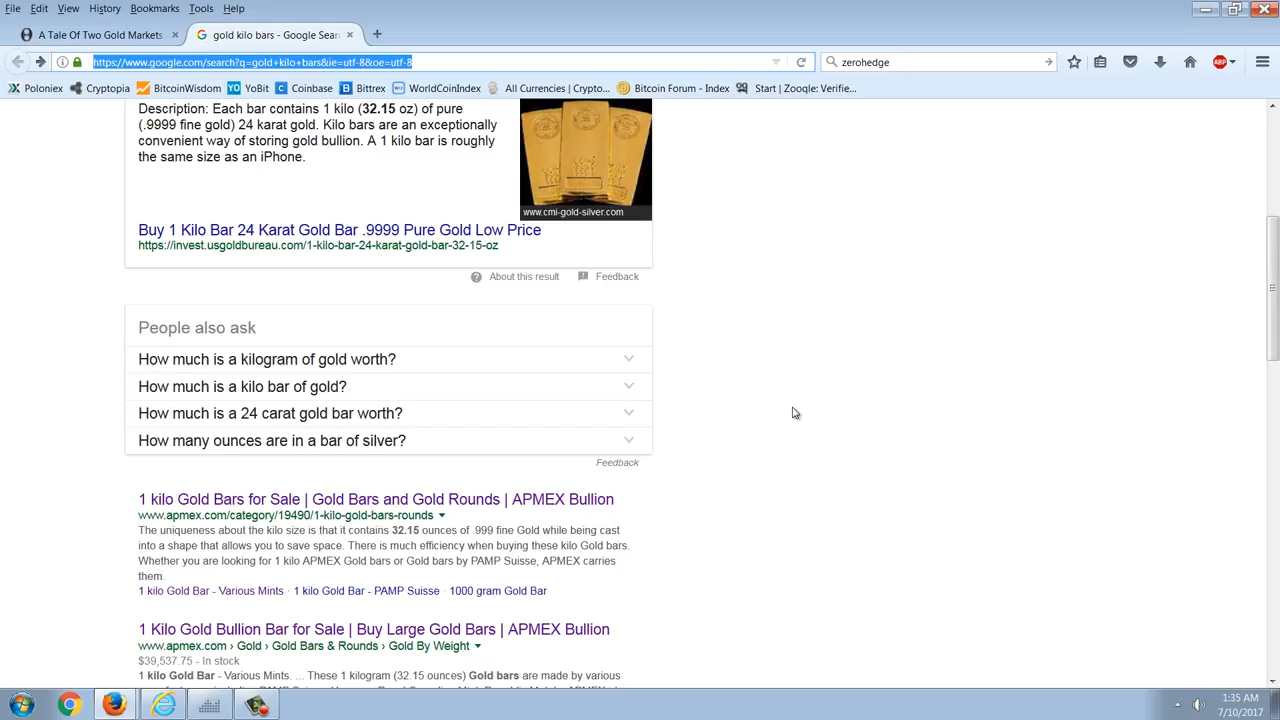 File Edit View History Bookmarks Tools Help
A Tale Of Two Gold Markets × gold kilo bars - Google Sear × +
https://www.google.com/search?q=gold+kilo+bars&ie=utf-8&oe=utf-8 zerohedge ABP
Poloniex Cryptopia BitcoinWisdom YO YoBit Coinbase Bittrex WorldCoinIndex All Currencies | Crypto... Bitcoin Forum - Index Start | Zooqle: Verifie...
Description: Each bar contains 1 kilo (32.15 oz) of pure
(.9999 fine gold) 24 karat gold. Kilo bars are an exceptionally
convenient way of storing gold bullion. A 1 kilo bar is roughly
the same size as an iPhone.
www.cmi-gold-silver.com
Buy 1 Kilo Bar 24 Karat Gold Bar .9999 Pure Gold Low Price
https://invest.usgoldbureau.com/1-kilo-bar-24-karat-gold-bar-32-15-oz
About this result Feedback
People also ask
How much is a kilogram of gold worth?
How much is a kilo bar of gold?
How much is a 24 carat gold bar worth?
How many ounces are in a bar of silver?
Feedback
1 kilo Gold Bars for Sale | Gold Bars and Gold Rounds | APMEX Bullion
www.apmex.com/category/19490/1-kilo-gold-bars-rounds
The uniqueness about the kilo size is that it contains 32.15 ounces of .999 fine Gold while being cast
into a shape that allows you to save space. There is much efficiency when buying these kilo Gold bars.
Whether you are looking for 1 kilo APMEX Gold bars or Gold bars by PAMP Suisse, APMEX carries
them.
1 kilo Gold Bar - Various Mints · 1 kilo Gold Bar - PAMP Suisse · 1000 gram Gold Bar
1 Kilo Gold Bullion Bar for Sale | Buy Large Gold Bars | APMEX Bullion
www.apmex.com › Gold › Gold Bars & Rounds › Gold By Weight
$39,537.75 - In stock
1 kilo Gold Bar - Various Mints. ... These 1 kilogram (32.15 ounces) Gold bars are made by various
1:35 AM
7/10/2017